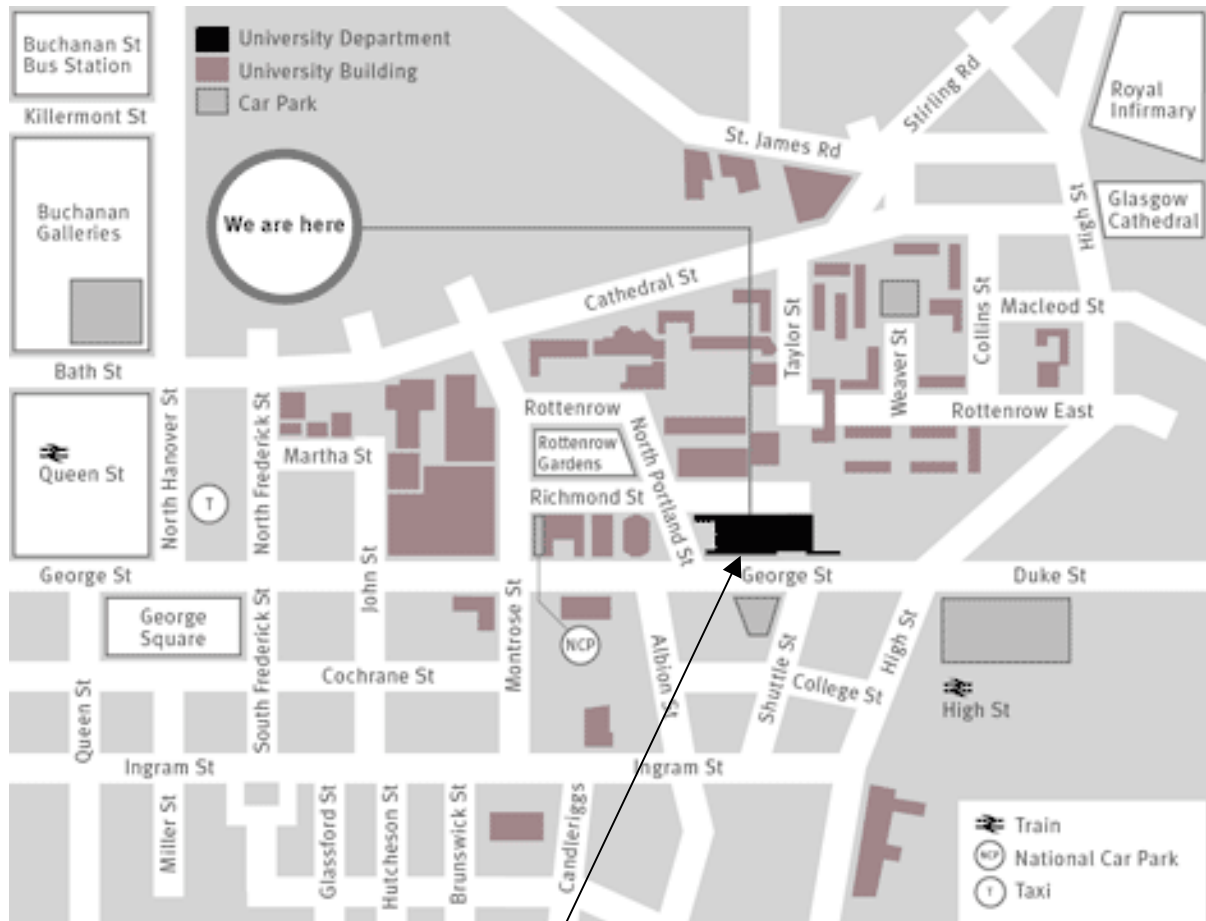 Buchanan St
Bus Station
Killermont St
University Department
University Building
Car Park
Stirling Rd
Royal
Infirmary
St. James Rd
We are here
Buchanan
Galleries
Glasgow
Cathedral
High St
Cathedral St
Taylor St
Collins St
Macleod St
Weaver St
Bath St
North Hanover St
North Frederick St
Rottenrow
Rottenrow East
Queen St
Martha St
Rottenrow
Gardens
North Portland St
T
Richmond St
George St
John St
George St
Duke St
George
Square
South Frederick St
Montrose St
NCP
Albion St
Shuttle St
High St
Cochrane St
College St
High St
Queen St
Ingram St
Ingram St
Miller St
Glassford St
Hutcheson St
Brunswick St
Candleriggs
Train
NCP National Car Park
T Taxi